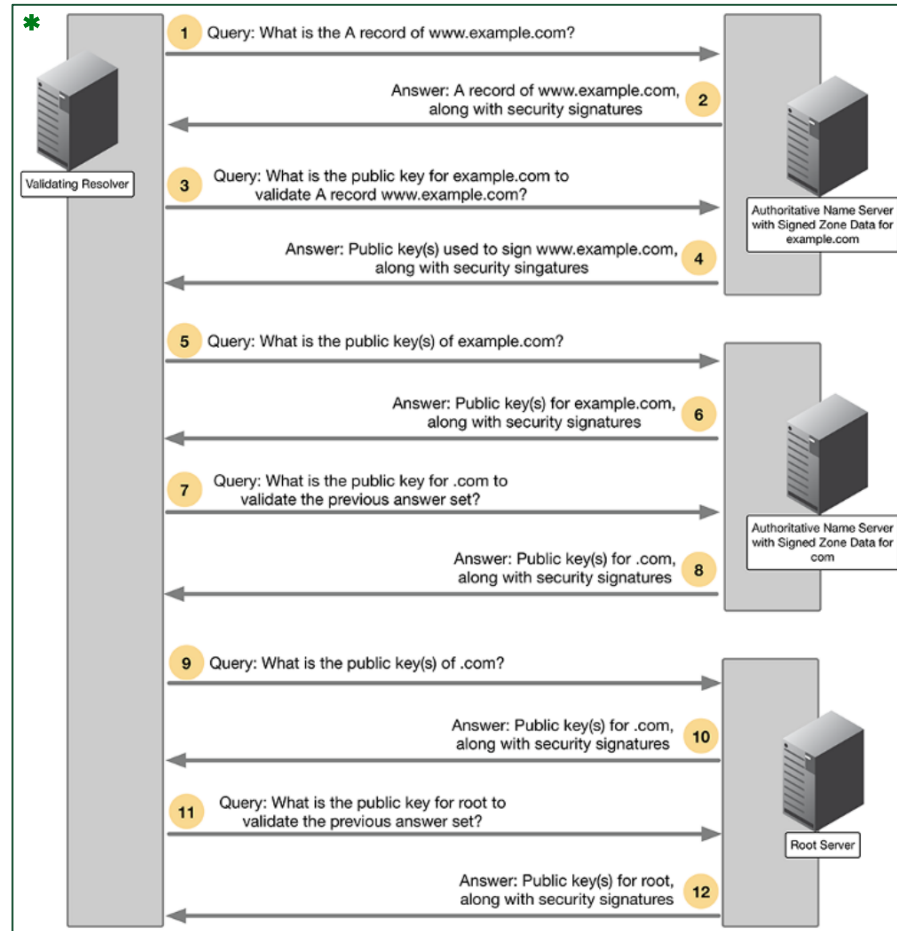 *
1 Query: What is the A record of www.example.com?
Answer: A record of www.example.com, 2
along with security signatures
Validating Resolver
3 Query: What is the public key for example.com to
validate A record www.example.com?
Authoritative Name Server
with Signed Zone Data for
example.com
Answer: Public key(s) used to sign www.example.com, 4
along with security singatures
5 Query: What is the public key(s) of example.com?
Answer: Public key(s) for example.com, 6
along with security signatures
7 Query: What is the public key for .com to
validate the previous answer set?
Authoritative Name Server
with Signed Zone Data for
com
Answer: Public key(s) for .com, 8
along with security signatures
9 Query: What is the public key(s) of .com?
Answer: Public key(s) for .com, 10
along with security signatures
11 Query: What is the public key for root to
validate the previous answer set?
Root Server
Answer: Public key(s) for root, 12
along with security signatures